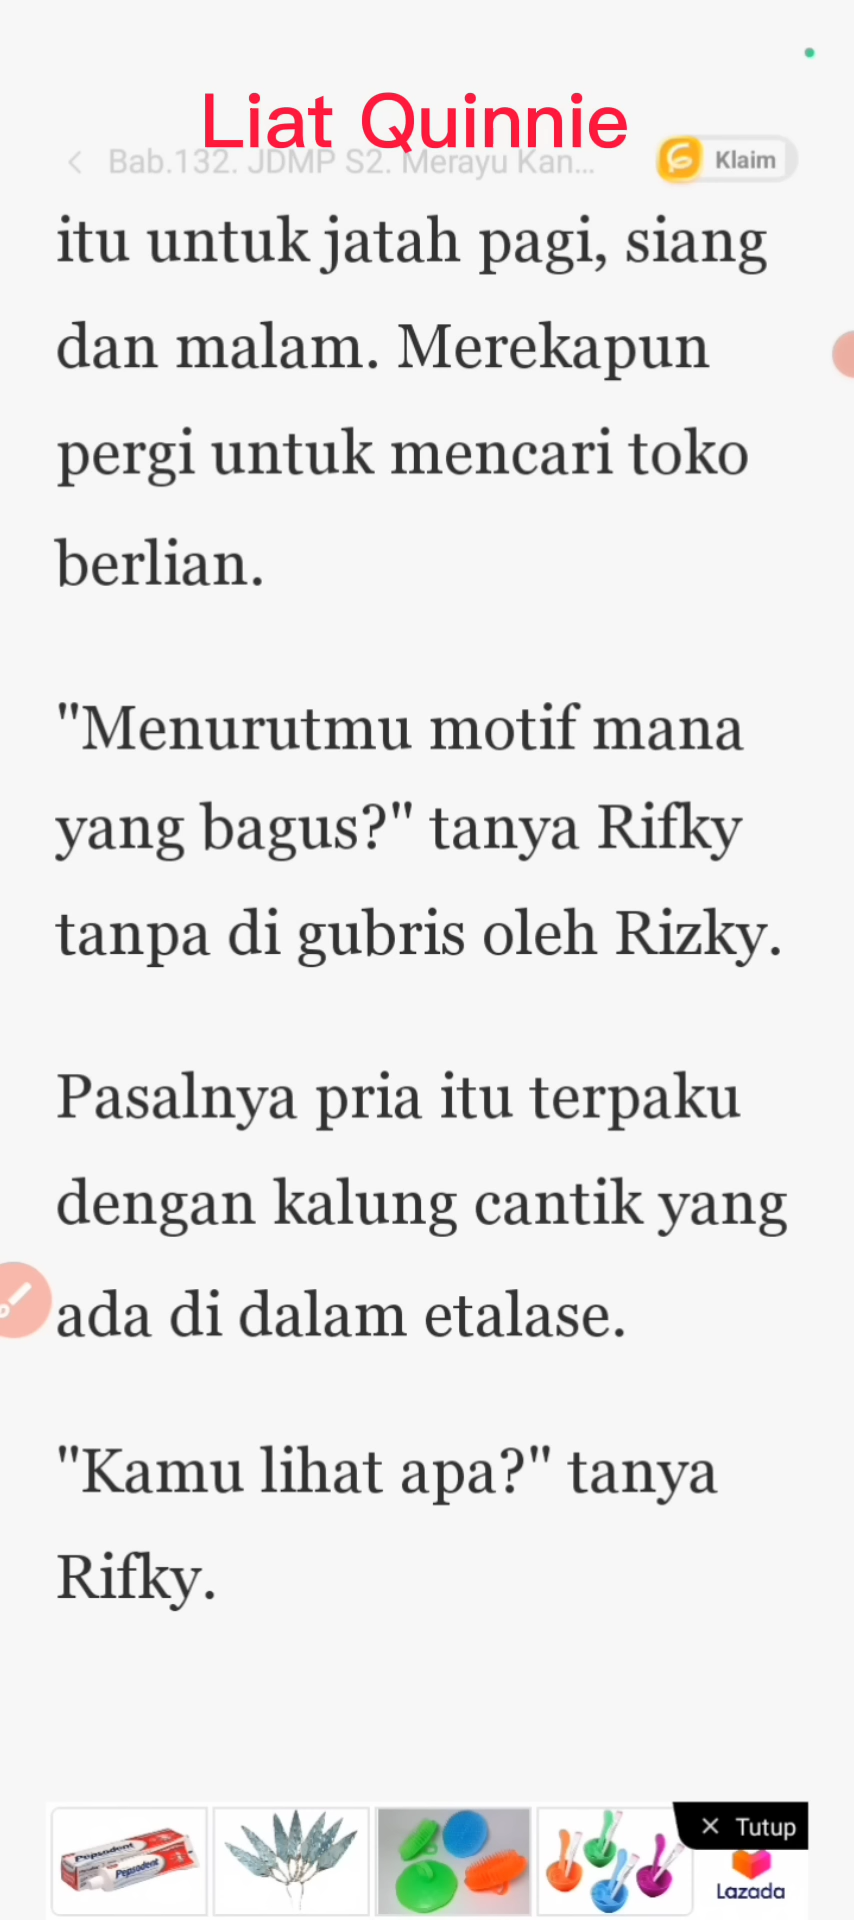 Liat Quinnie
Bab.132. JDMP S2. Merayu Kan...
Klaim
itu untuk jatah pagi, siang
dan malam. Merekapun
pergi untuk mencari toko
berlian.
"Menurutmu motif mana
yang bagus?" tanya Rifky
tanpa di gubris oleh Rizky.
Pasalnya pria itu terpaku
dengan kalung cantik yang
ada di dalam etalase.
"Kamu lihat apa?" tanya
Rifky.
Pepsodent
Pepsodent
Tutup
Lazada